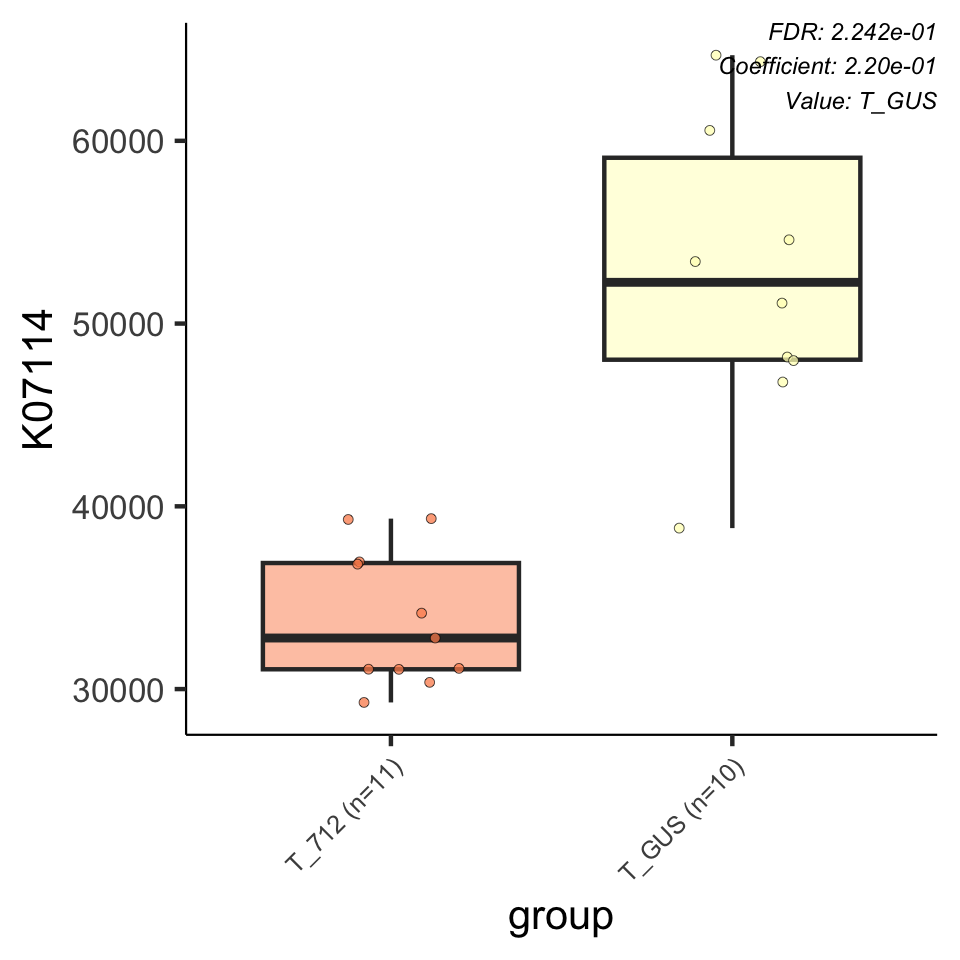 FDR: 2.242e-01
Coefficient: 2.20e-01
Value: T_GUS
K07114
60000
50000
40000
30000
T_712 (n=11)
T_GUS (n=10)
group